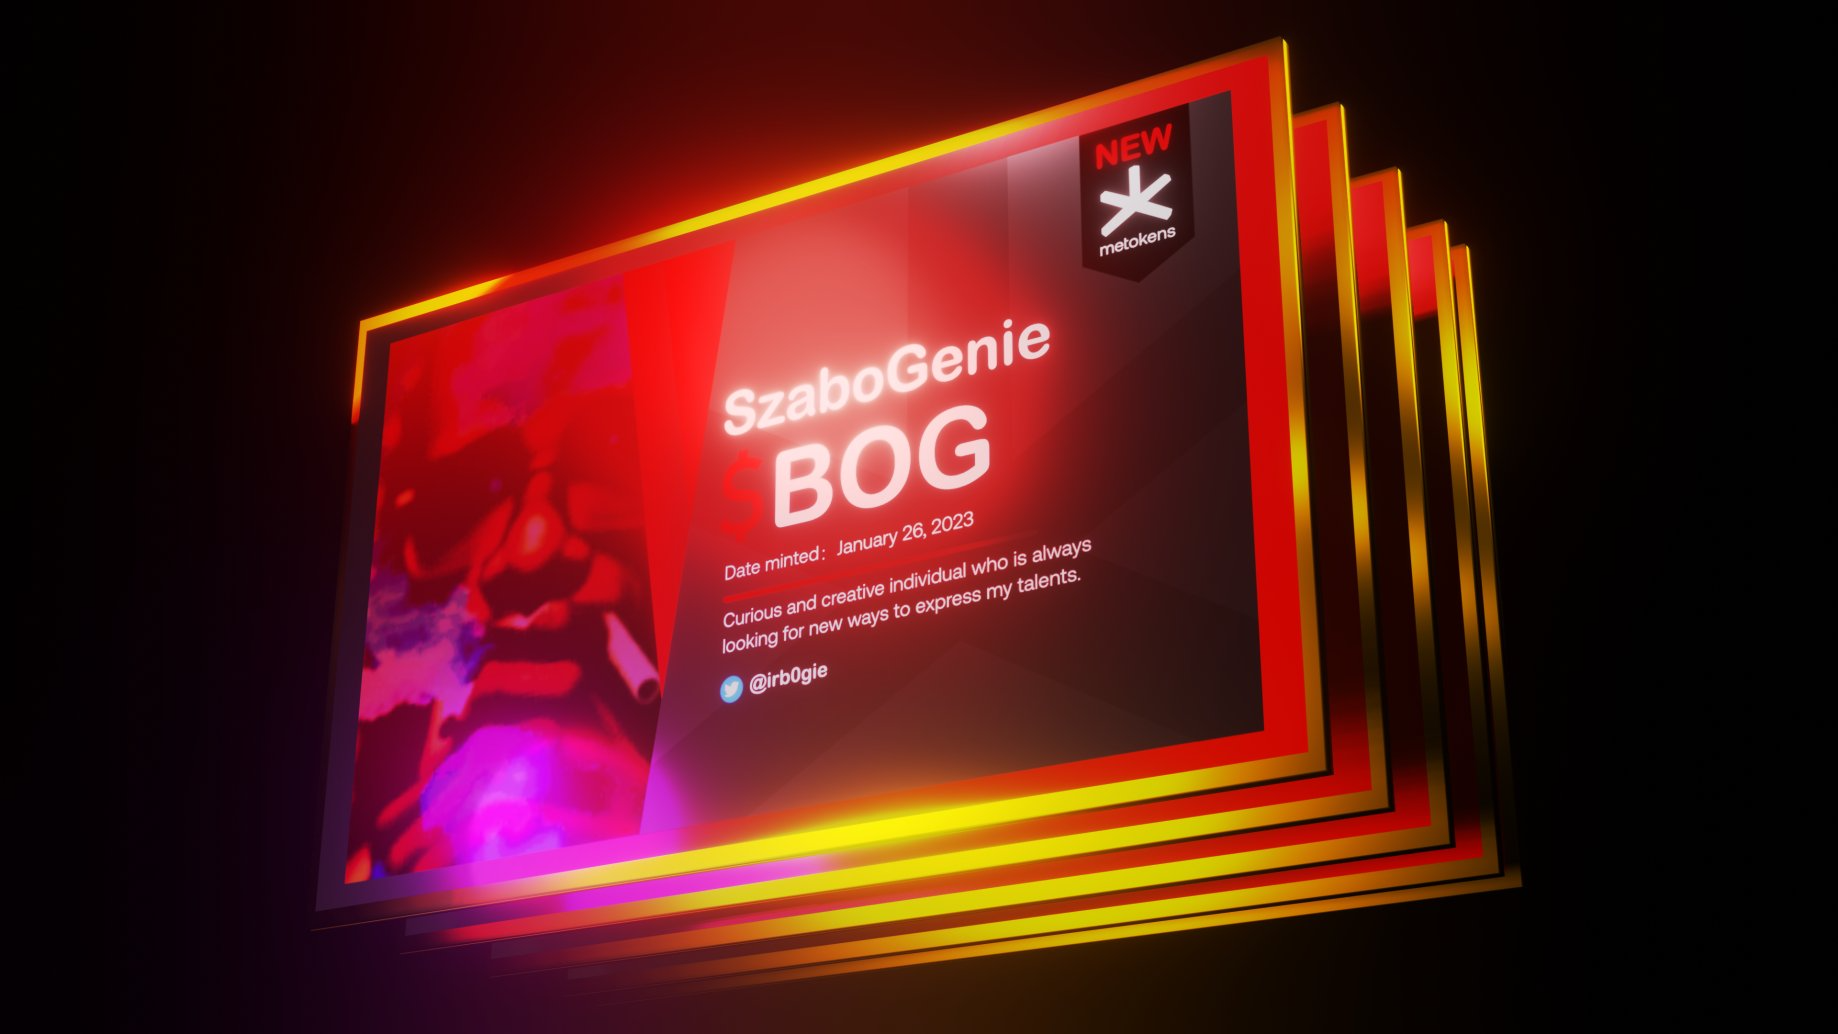 NEW
metokens
SzaboGenie
$BOG
Date minted: January 26, 2023
Curious and creative individual who is always
looking for new ways to express my talents.
@irb0gie